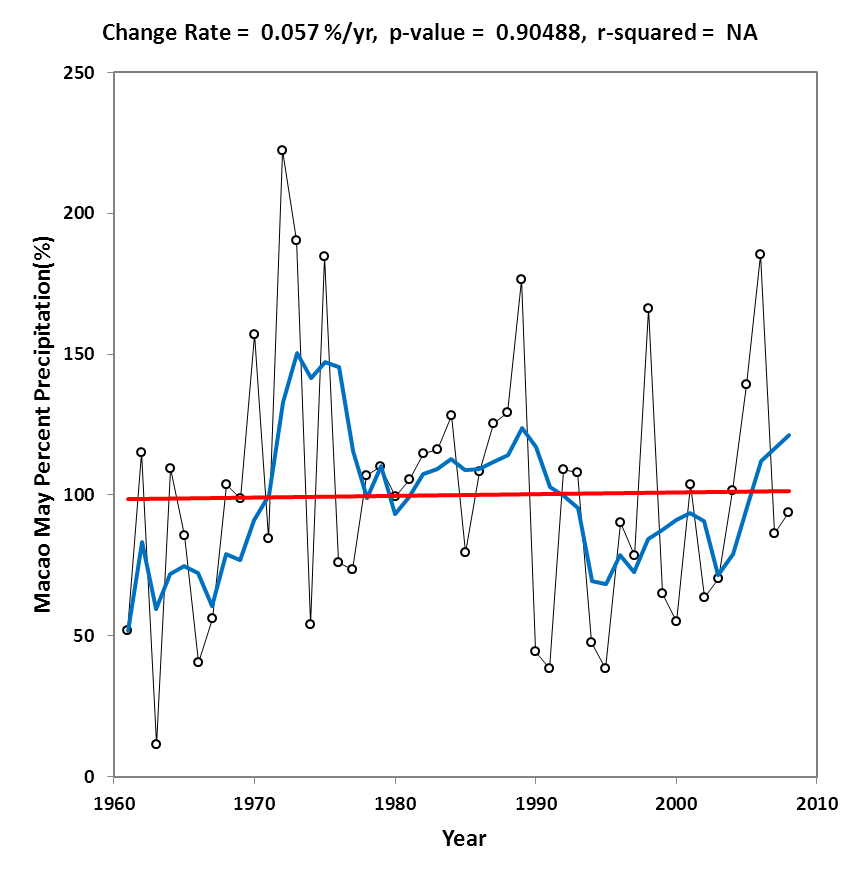 Change Rate = 0.057 %/yr, p-value = 0.90488, r-squared = NA
250
200
150
100
50
0
Macao May Percent Precipitation(%)
1960 1970 1980 1990 2000 2010
Year